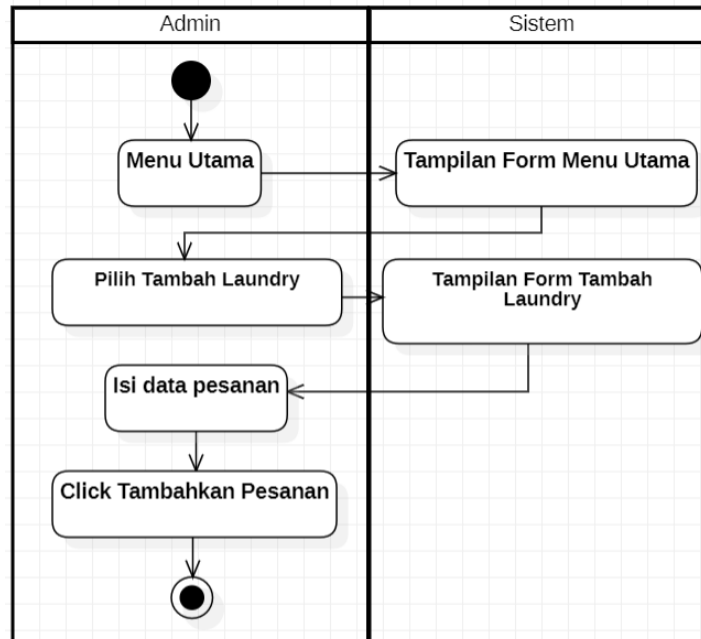 Admin
Sistem
Menu Utama
Tampilan Form Menu Utama
Pilih Tambah Laundry
Tampilan Form Tambah
Laundry
Isi data pesanan
Click Tambahkan Pesanan